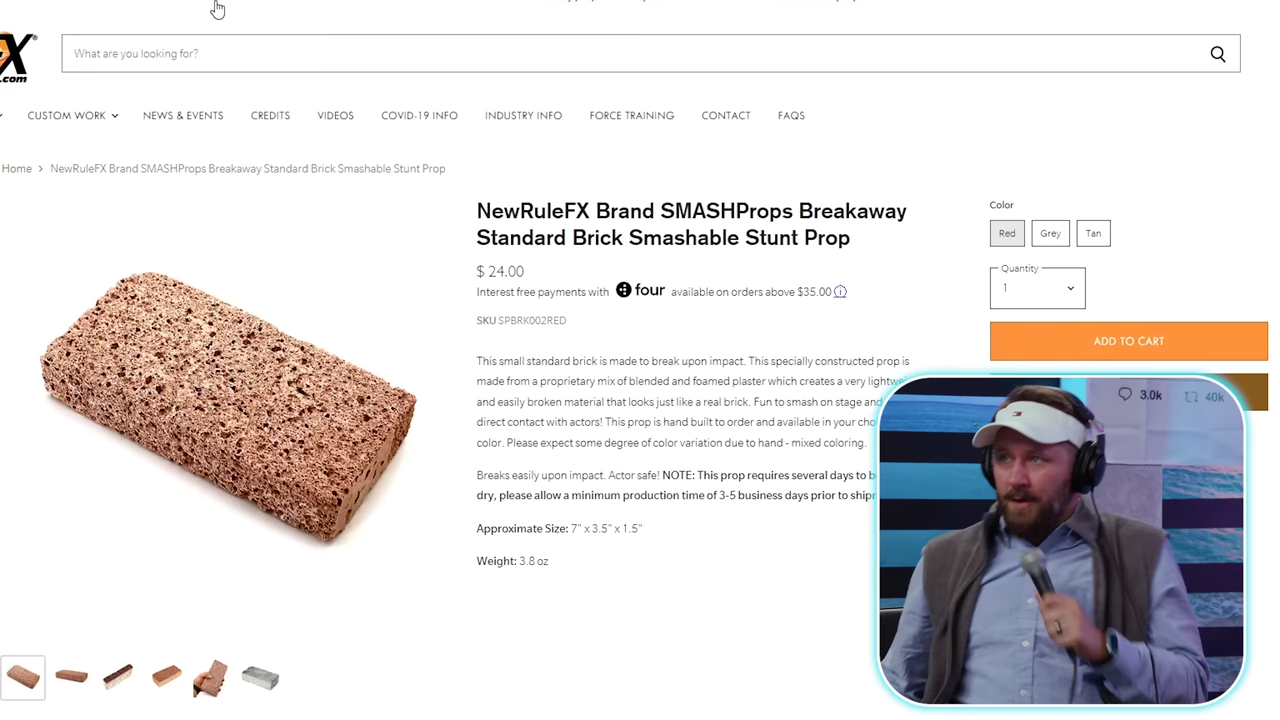 X®
.com
What are you looking for?
CUSTOM WORK NEWS & EVENTS CREDITS VIDEOS COVID-19 INFO INDUSTRY INFO FORCE TRAINING CONTACT FAQS
Home > NewRuleFX Brand SMASHProps Breakaway Standard Brick Smashable Stunt Prop
NewRuleFX Brand SMASHProps Breakaway
Standard Brick Smashable Stunt Prop
$ 24.00
Interest free payments with four available on orders above $35.00
SKU SPBRK002RED
This small standard brick is made to break upon impact. This specially constructed prop is
made from a proprietary mix of blended and foamed plaster which creates a very
and easily broken material that looks just like a real brick. Fun to smash on stage
direct contact with actors! This prop is hand built to order and available in your
color. Please expect some degree of color variation due to hand - mixed coloring.
Breaks easily upon impact. Actor safe! NOTE: This prop requires several days to
dry, please allow a minimum production time of 3-5 business days prior to
Approximate Size: 7" x 3.5" x 1.5"
Weight: 3.8 oz
Color
Red Grey Tan
Quantity
1
ADD TO CART
3.0k 40k